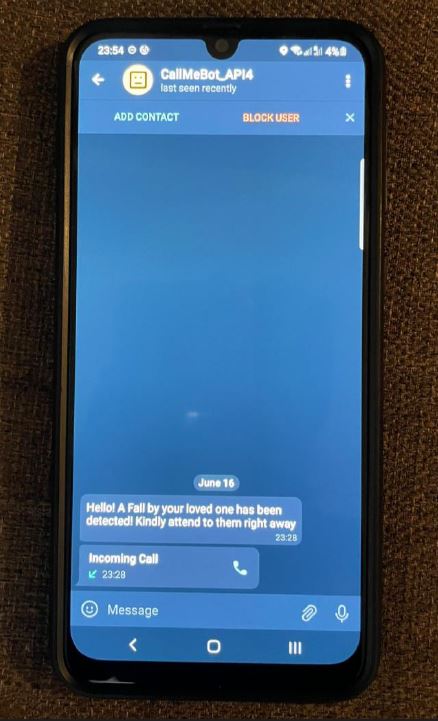 23:54 4%
CallMeBot_API4
last seen recently
ADD CONTACT BLOCK USER
June 16
Hello! A Fall by your loved one has been
detected! Kindly attend to them right away
23:28
Incoming Call
23:28
Message